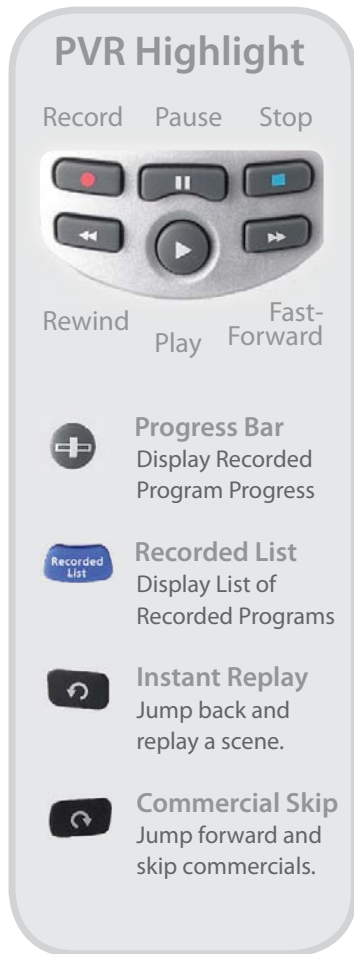 PVR Highlight
Record Pause Stop
Rewind
Play
Fast-
Forward
Progress Bar
Display Recorded
Program Progress
Recorded
List
Recorded List
Display List of
Recorded Programs
Instant Replay
Jump back and
replay a scene.
Commercial Skip
Jump forward and
skip commercials.